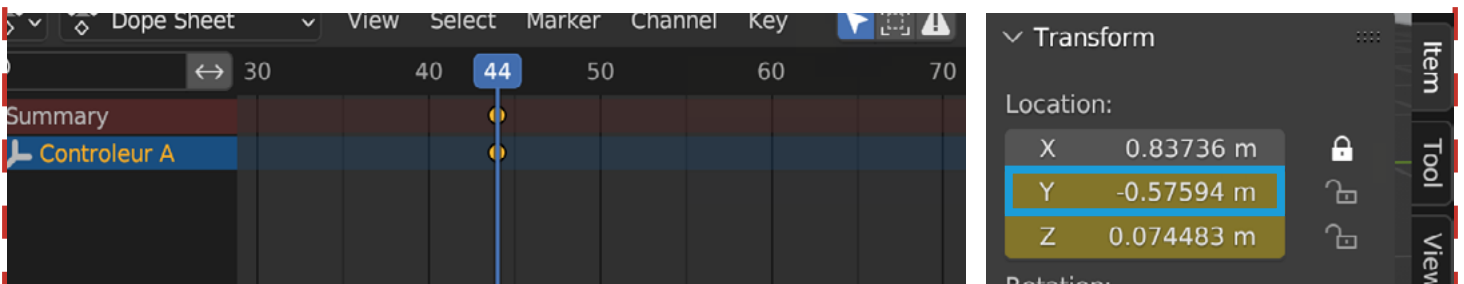 Dope Sheet View Select Marker Channel Key
30 40 44 50 60 70
Summary
Controleur A
Transform
Location:
X 0.83736 m
Y -0.57594 m
Z 0.074483 m
Rotation:
Item
Tool
View